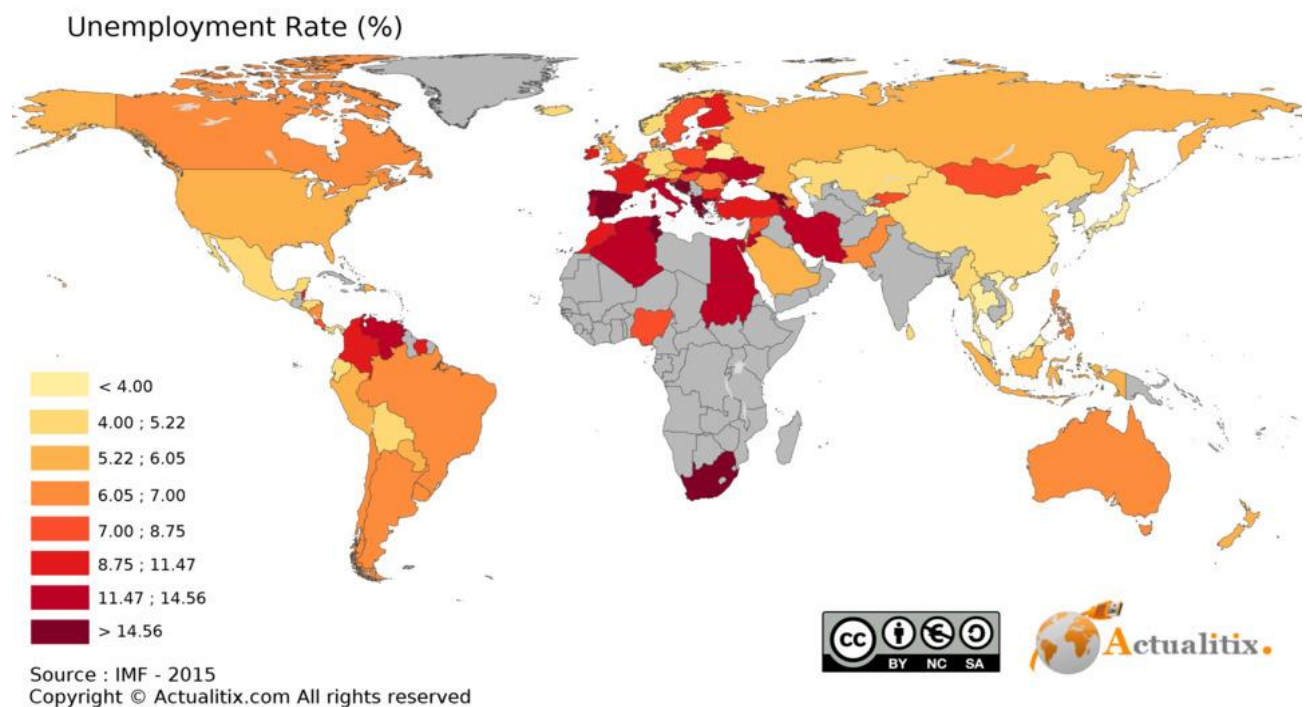 Unemployment Rate (%)
< 4.00
4.00 ; 5.22
5.22 ; 6.05
6.05 ; 7.00
7.00 ; 8.75
8.75 ; 11.47
11.47 ; 14.56
> 14.56
Source : IMF - 2015
Copyright © Actualitix.com All rights reserved
cc
BY NC SA
Actualitix.